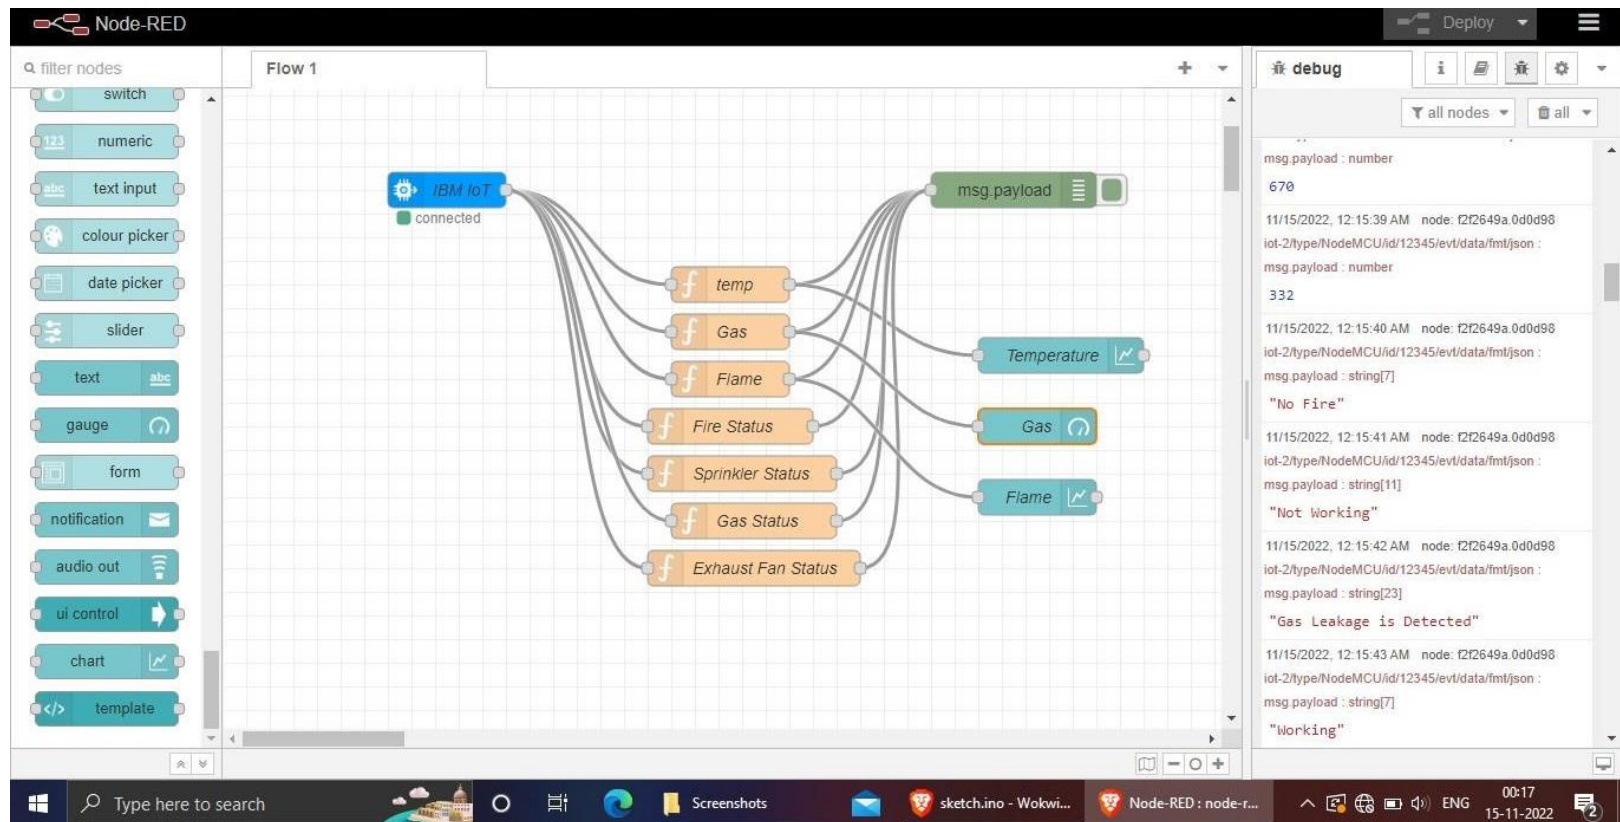 Node-RED
Deploy
filter nodes
Flow 1
debug
i
all nodes
all
switch
123 numeric
abc text input
colour picker
date picker
slider
text abc
gauge
form
notification
audio out
ui control
chart
</> template
IBM IoT
connected
msg.payload
temp
Gas
Flame
Fire Status
Sprinkler Status
Gas Status
Exhaust Fan Status
Temperature
Gas
Flame
msg.payload : number
670
11/15/2022, 12:15:39 AM node: f2f2649a.0d0d98
iot-2/type/NodeMCU/id/12345/evt/data/fmt/json :
msg.payload : number
332
11/15/2022, 12:15:40 AM node: f2f2649a.0d0d98
iot-2/type/NodeMCU/id/12345/evt/data/fmt/json :
msg.payload : string[7]
"No Fire"
11/15/2022, 12:15:41 AM node: f2f2649a.0d0d98
iot-2/type/NodeMCU/id/12345/evt/data/fmt/json :
msg.payload : string[11]
"Not Working"
11/15/2022, 12:15:42 AM node: f2f2649a.0d0d98
iot-2/type/NodeMCU/id/12345/evt/data/fmt/json :
msg.payload : string[23]
"Gas Leakage is Detected"
11/15/2022, 12:15:43 AM node: f2f2649a.0d0d98
iot-2/type/NodeMCU/id/12345/evt/data/fmt/json :
msg.payload : string[7]
"Working"
Type here to search
Screenshots
sketch.ino - Wokwi...
Node-RED : node-r...
ENG
00:17
15-11-2022
2